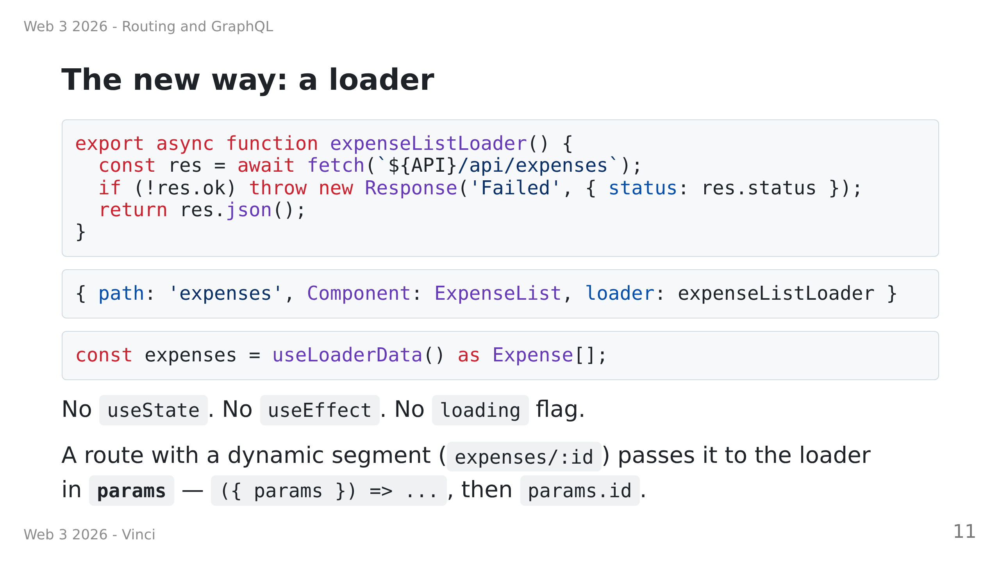 Web 3 2026 - Routing and GraphQL
The new way: a loader
export async function expenseListLoader() {
  const res = await fetch(`${API}/api/expenses`);
  if (!res.ok) throw new Response('Failed', { status: res.status });
  return res.json();
}
{ path: 'expenses', Component: ExpenseList, loader: expenseListLoader }
const expenses = useLoaderData() as Expense[];
No useState. No useEffect. No loading flag.
A route with a dynamic segment (expenses/:id) passes it to the loader
in params — ({ params }) => ..., then params.id.
Web 3 2026 - Vinci
11